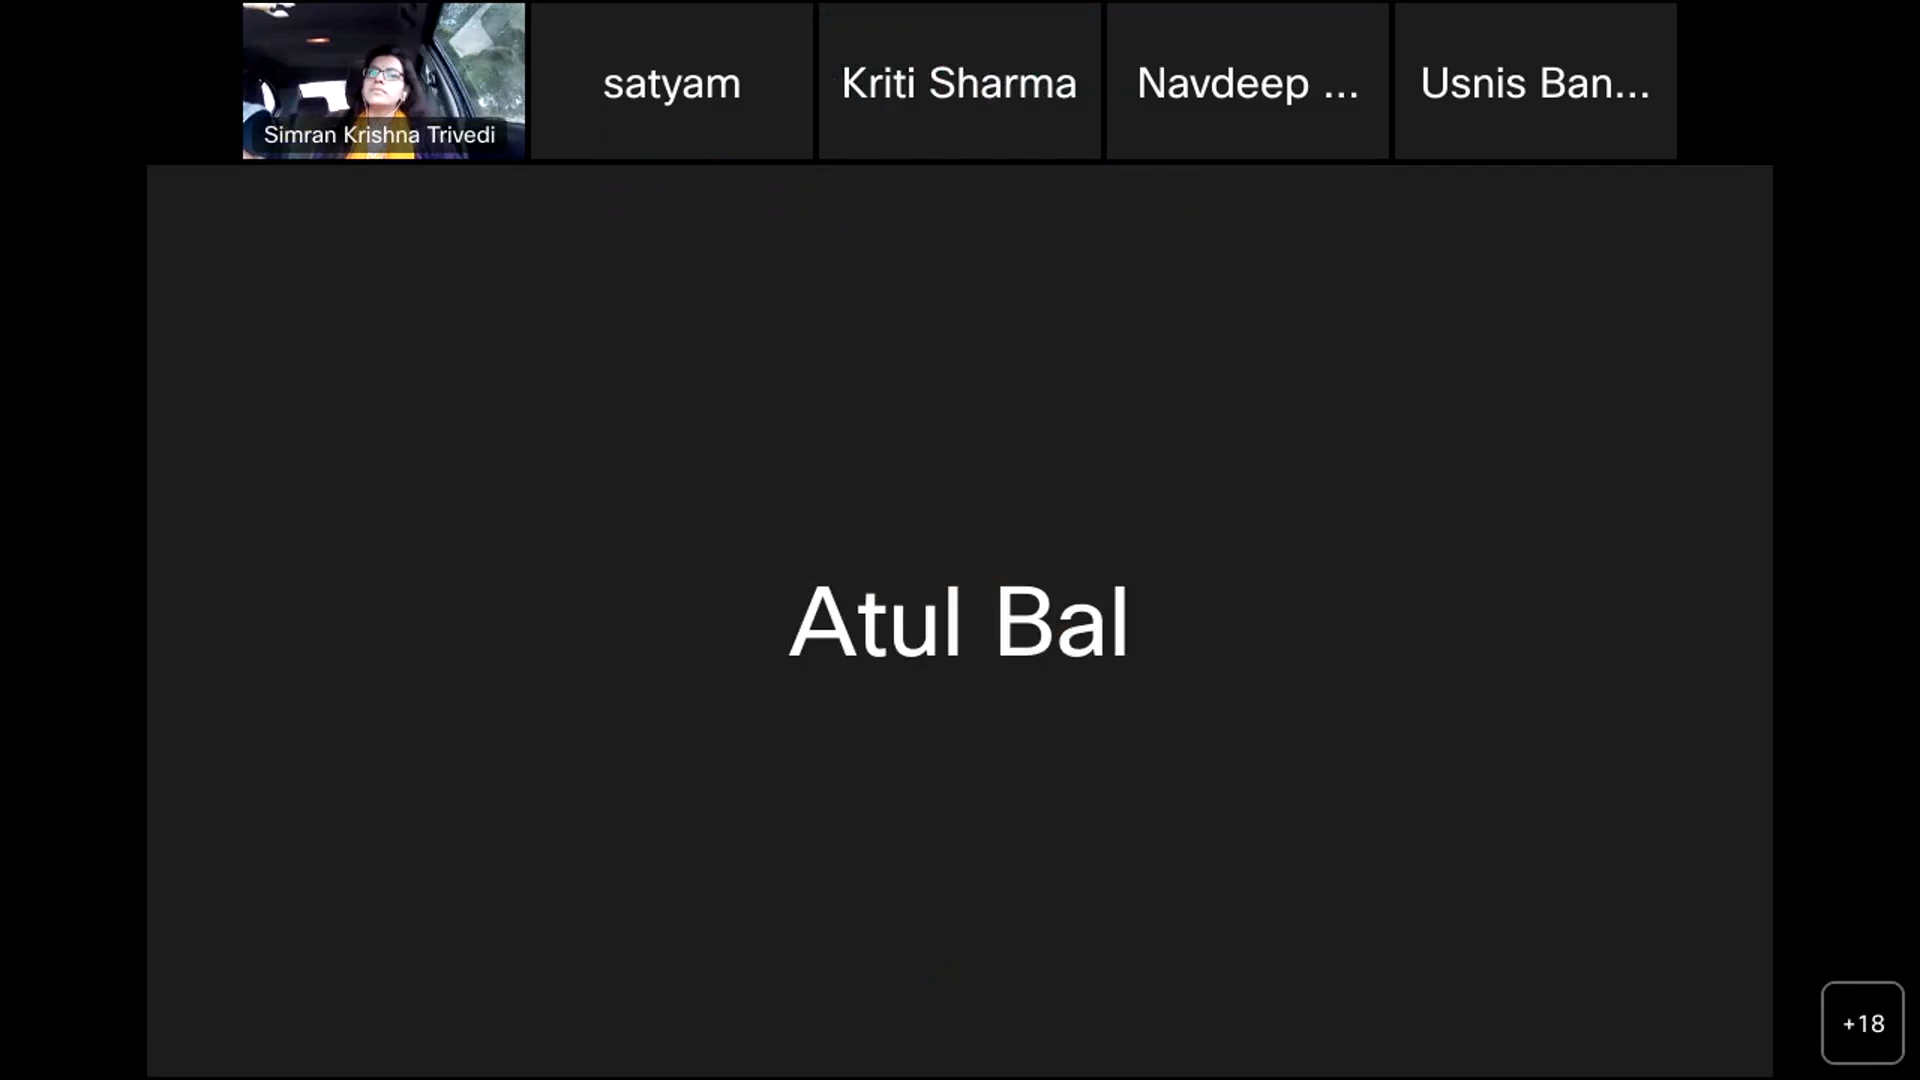 Simran Krishna Trivedi
satyam
Kriti Sharma
Navdeep ...
Usnis Ban...
Atul Bal
+18